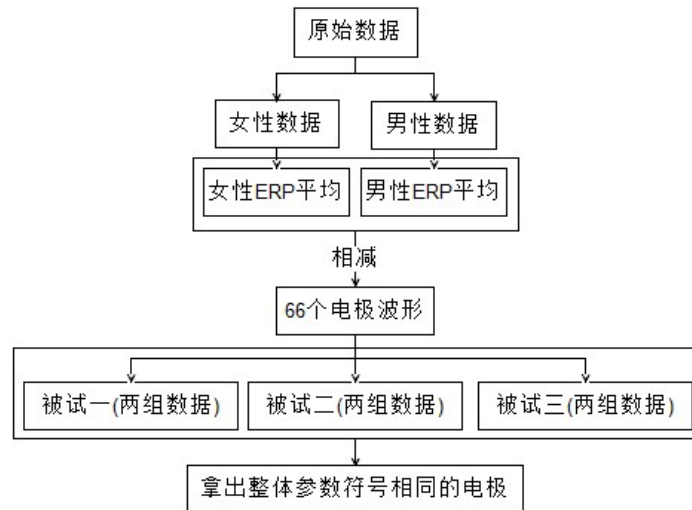 原始数据
女性数据
男性数据
女性ERP平均
男性ERP平均
相减
66个电极波形
被试一(两组数据)
被试二(两组数据)
被试三(两组数据)
拿出整体参数符号相同的电极